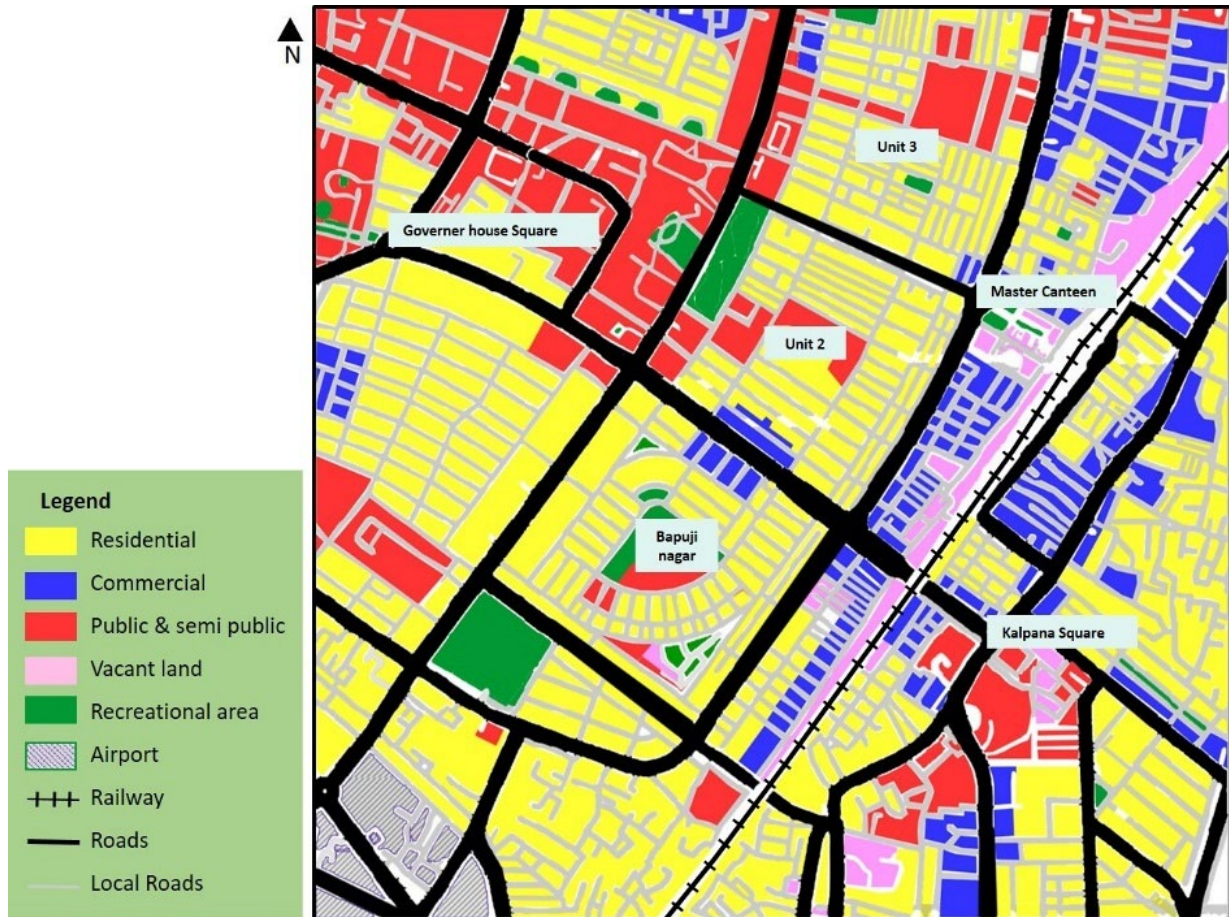 N
Unit 3
Governer house Square
Master Canteen
Unit 2
Bapuji
nagar
Kalpana Square
Legend
Residential
Commercial
Public & semi public
Vacant land
Recreational area
Airport
Railway
Roads
Local Roads